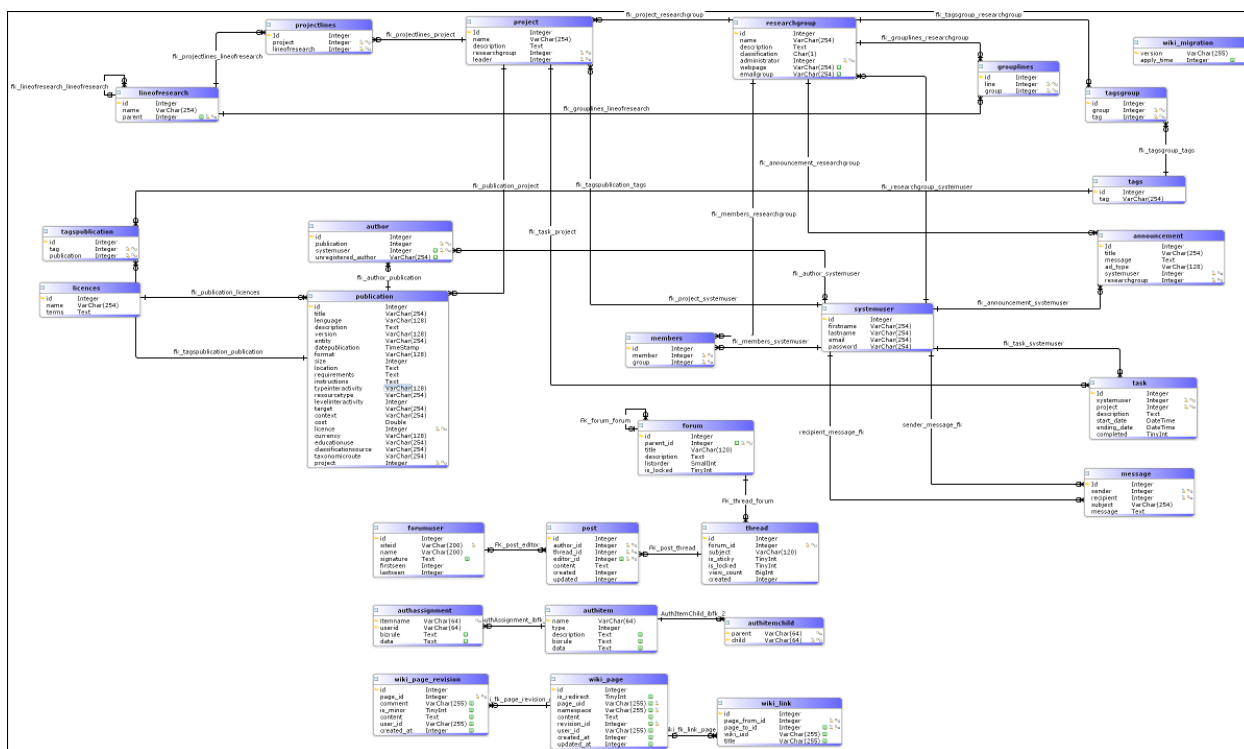 projectlines
Id Integer
project Integer
lineofresearch Integer
project
Id Integer
name VarChar(254)
description Text
researchgroup Integer
leader Integer
researchgroup
id Integer
name VarChar(254)
description Text
classification Char(1)
administrator Integer
webpage VarChar(254)
emailgroup VarChar(254)
wiki_migration
version VarChar(255)
apply_time Integer
grouplines
id Integer
line Integer
group Integer
tagsgroup
id Integer
group Integer
tag Integer
lineofresearch
id Integer
name VarChar(254)
parent Integer
fk_project_researchgroup
fk_tagsgroup_researchgroup
fk_projectlines_project
fk_grouplines_researchgroup
fk_projectlines_lineofresearch
fk_lineofresearch_lineofresearch
fk_grouplines_lineofresearch
fk_tagsgroup_tags
fk_announcement_researchgroup
fk_publication_project
fk_tagspublication_tags
fk_researchgroup_systemuser
fk_members_researchgroup
fk_task_project
tags
id Integer
tag VarChar(254)
tagspublication
id Integer
tag Integer
publication Integer
author
id Integer
publication Integer
systemuser Integer
unregistered_author VarChar(254)
announcement
Id Integer
title VarChar(254)
message Text
ad_type VarChar(128)
systemuser Integer
researchgroup Integer
fk_author_publication
fk_author_systemuser
licences
id Integer
name VarChar(254)
terms Text
fk_publication_licences
fk_project_systemuser
fk_announcement_systemuser
fk_tagspublication_publication
publication
id Integer
title VarChar(254)
lenguage VarChar(128)
description Text
version VarChar(128)
entity VarChar(254)
datepublication TimeStamp
format VarChar(128)
size Integer
location Text
requirements Text
instructions Text
typeinteractivity VarChar(128)
resourcetype VarChar(254)
levelinteractivity Integer
target VarChar(254)
context VarChar(254)
cost Double
licence Integer
currency VarChar(128)
educationuse VarChar(254)
classificationsource VarChar(254)
taxonomicroute VarChar(254)
project Integer
systemuser
id Integer
firstname VarChar(254)
lastname VarChar(254)
email VarChar(254)
password VarChar(254)
members
id Integer
member Integer
group Integer
fk_members_systemuser
fk_task_systemuser
task
Id Integer
systemuser Integer
project Integer
description Text
start_date DateTime
ending_date DateTime
completed TinyInt
FK_forum_forum
recipient_message_fk
sender_message_fk
forum
id Integer
parent_id Integer
title VarChar(120)
description Text
listorder SmallInt
is_locked TinyInt
message
Id Integer
sender Integer
recipient Integer
subject VarChar(254)
message Text
FK_thread_forum
forumuser
id Integer
siteid VarChar(200)
name VarChar(200)
signature Text
firstseen Integer
lastseen Integer
FK_post_editor
post
id Integer
author_id Integer
thread_id Integer
editor_id Integer
content Text
created Integer
updated Integer
FK_post_thread
thread
id Integer
forum_id Integer
subject VarChar(120)
is_sticky TinyInt
is_locked TinyInt
view_count BigInt
created Integer
authassignment
itemname VarChar(64)
userid VarChar(64)
bizrule Text
data Text
authitem
name VarChar(64)
type Integer
description Text
bizrule Text
data Text
AuthItemChild_ibfk_2
authitemchild
parent VarChar(64)
child VarChar(64)
wiki_page_revision
id Integer
page_id Integer
comment VarChar(255)
is_minor TinyInt
content Text
user_id VarChar(255)
created_at Integer
wiki_page
id Integer
is_redirect TinyInt
page_uid VarChar(255)
namespace VarChar(255)
content Text
revision_id Integer
user_id VarChar(255)
created_at Integer
updated_at Integer
wiki_link
id Integer
page_from_id Integer
page_to_id Integer
wiki_uid VarChar(255)
title VarChar(255)